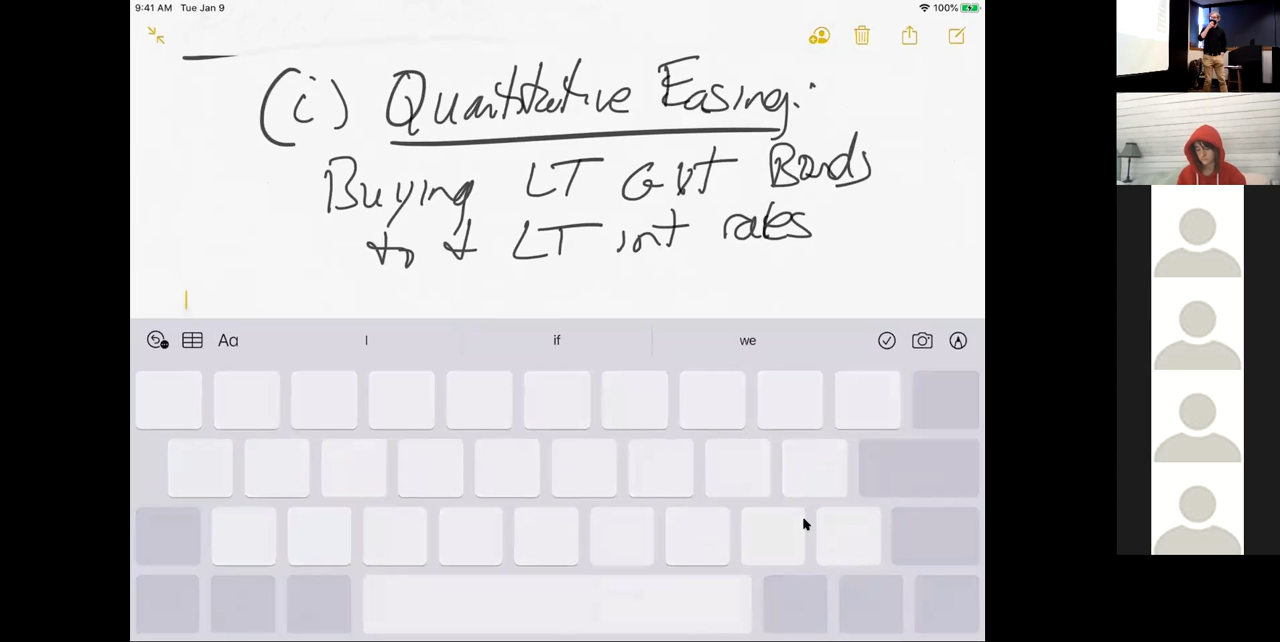 9:41 AM Tue Jan 9 100%
(i) Quantitative Easing:
Buying LT GVT Bonds
to ↓ LT int rates
Aa I if we